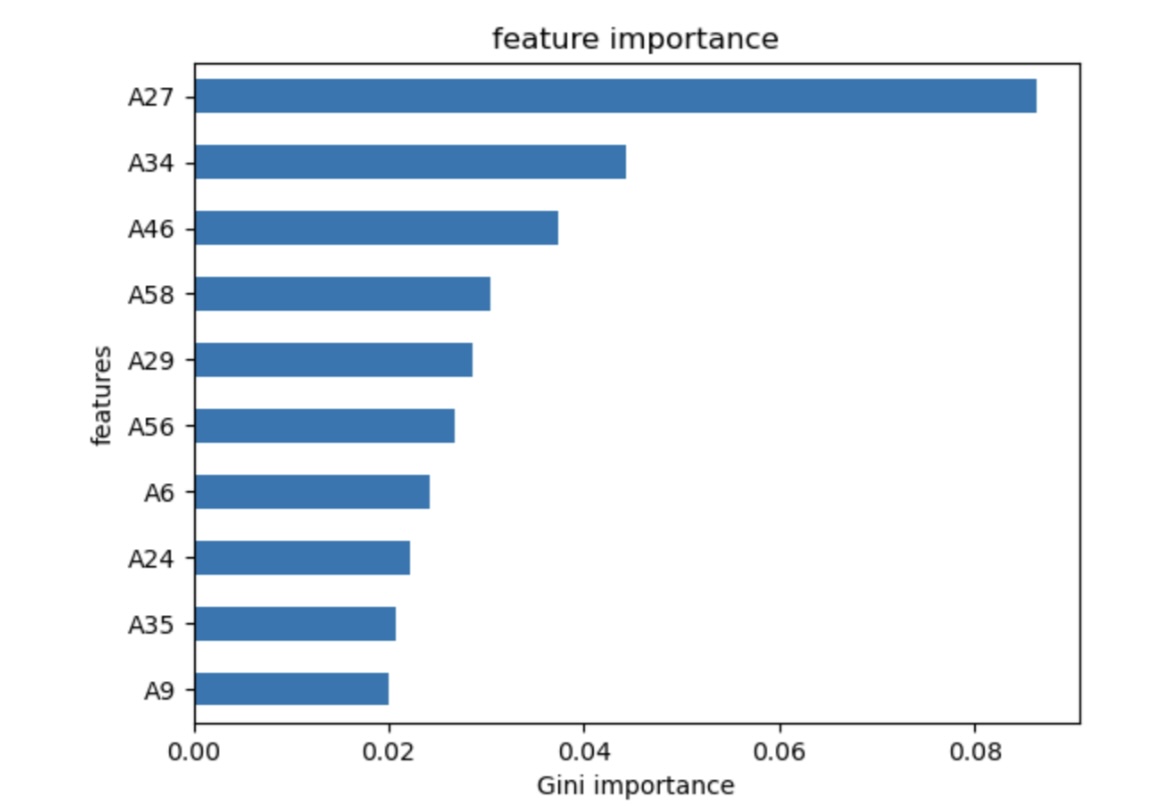 feature importance
A27
A34
A46
A58
A29
A56
A6
A24
A35
A9
features
0.00 0.02 0.04 0.06 0.08
Gini importance